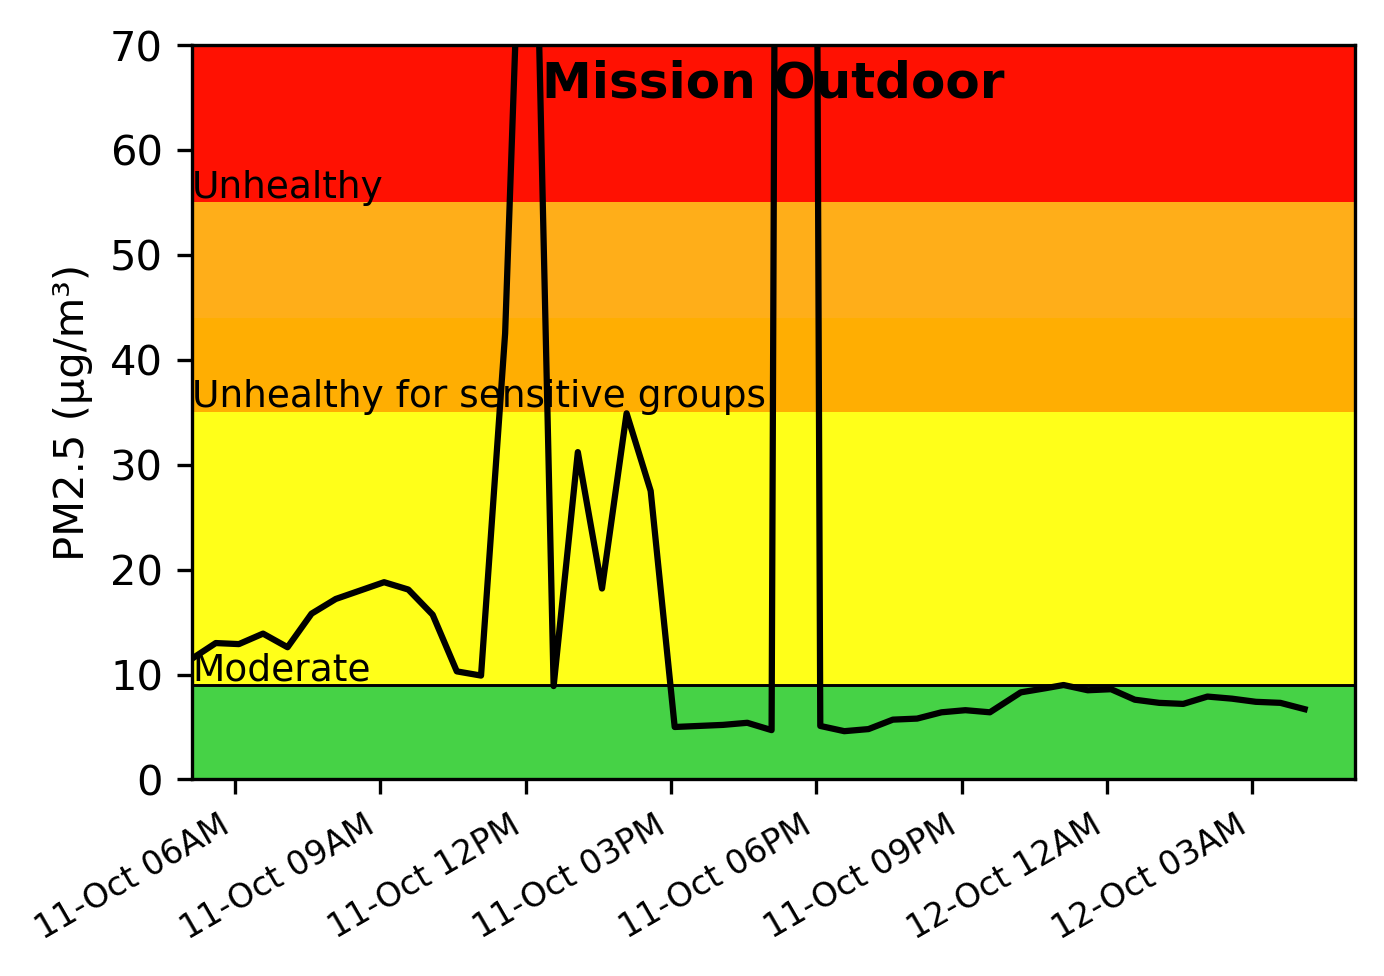 Mission Outdoor
70
60
Unhealthy
50
40
Unhealthy for sensitive groups
30
20
Moderate
10
0
PM2.5 (µg/m³)
11-Oct 06AM
11-Oct 09AM
11-Oct 12PM
11-Oct 03PM
11-Oct 06PM
11-Oct 09PM
12-Oct 12AM
12-Oct 03AM